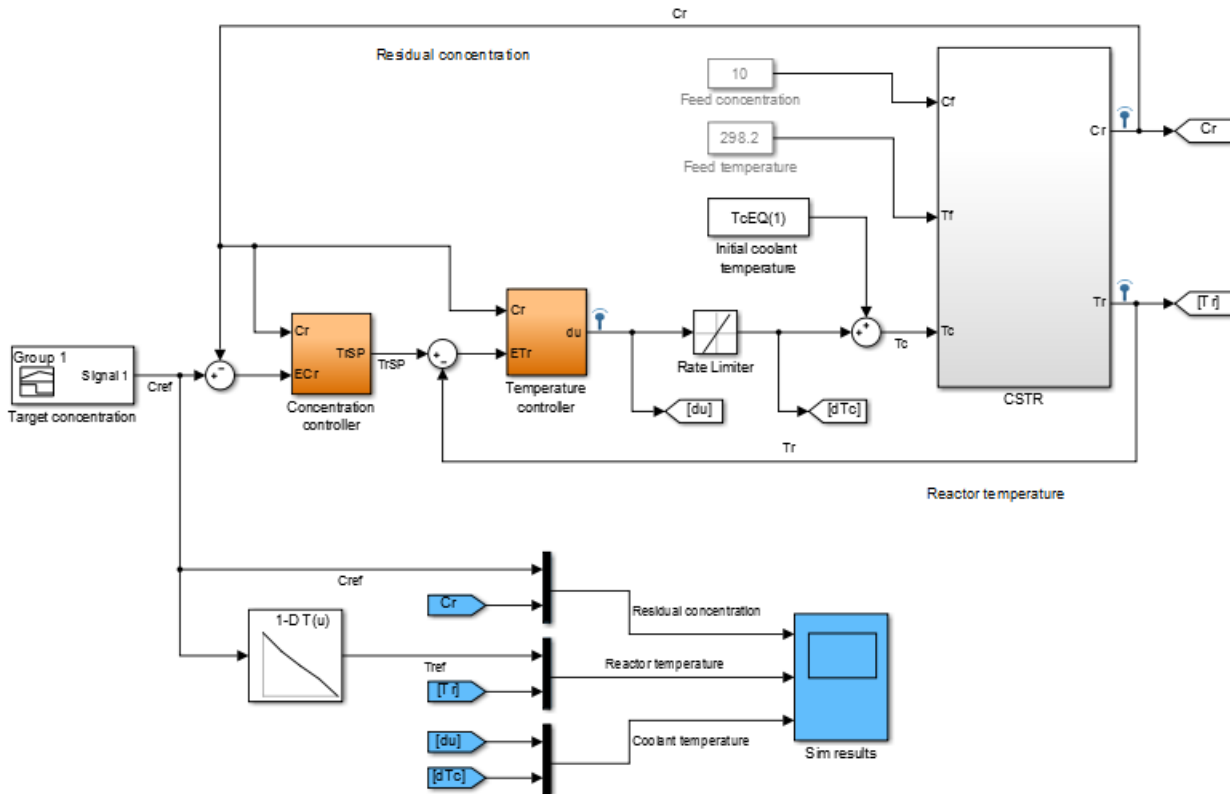 Cr
Residual concentration
10
Feed concentration
Cf
298.2
Feed temperature
Cr
Cr
TcEQ(1)
Tf
Initial coolant
temperature
Cr
du
ETr
Tr
[Tr]
Cr
TrSP
ECr
TrSP
+
-
+
+
Tc
Tc
Group 1
Signal 1
Cref
+
-
Target concentration
Concentration
controller
Temperature
controller
Rate Limiter
CSTR
[du]
[dTc]
Tr
Reactor temperature
Cref
Cr
Residual concentration
1-D T(u)
Tref
Reactor temperature
[Tr]
[du]
Coolant temperature
[dTc]
Sim results